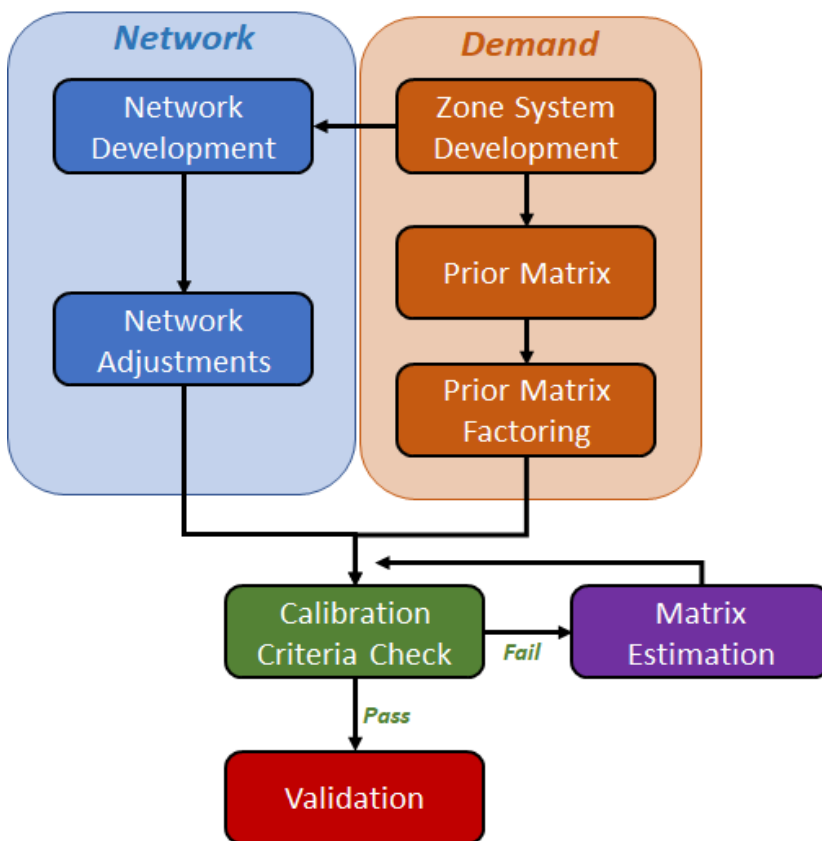 Network
Demand
Network
Development
Zone System
Development
Prior Matrix
Network
Adjustments
Prior Matrix
Factoring
Calibration
Criteria Check
Fail
Matrix
Estimation
Pass
Validation